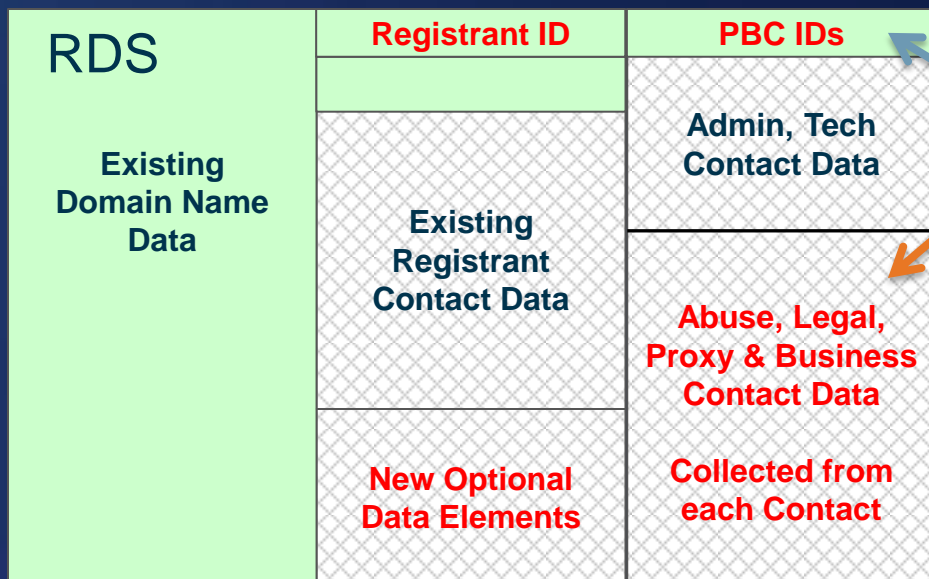 RDS
Existing
Domain Name
Data
Registrant ID
Existing
Registrant
Contact Data
New Optional
Data Elements
PBC IDs
Admin, Tech
Contact Data
Abuse, Legal,
Proxy & Business
Contact Data
Collected from
each Contact